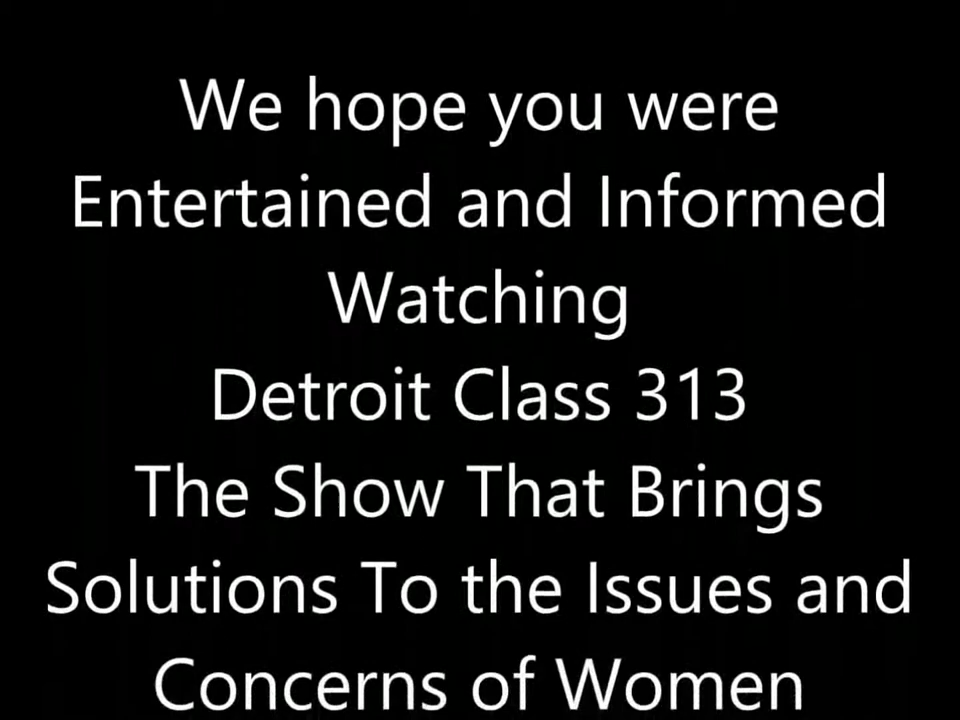 We hope you were
Entertained and Informed
Watching
Detroit Class 313
The Show That Brings
Solutions To the Issues and
Concerns of Women